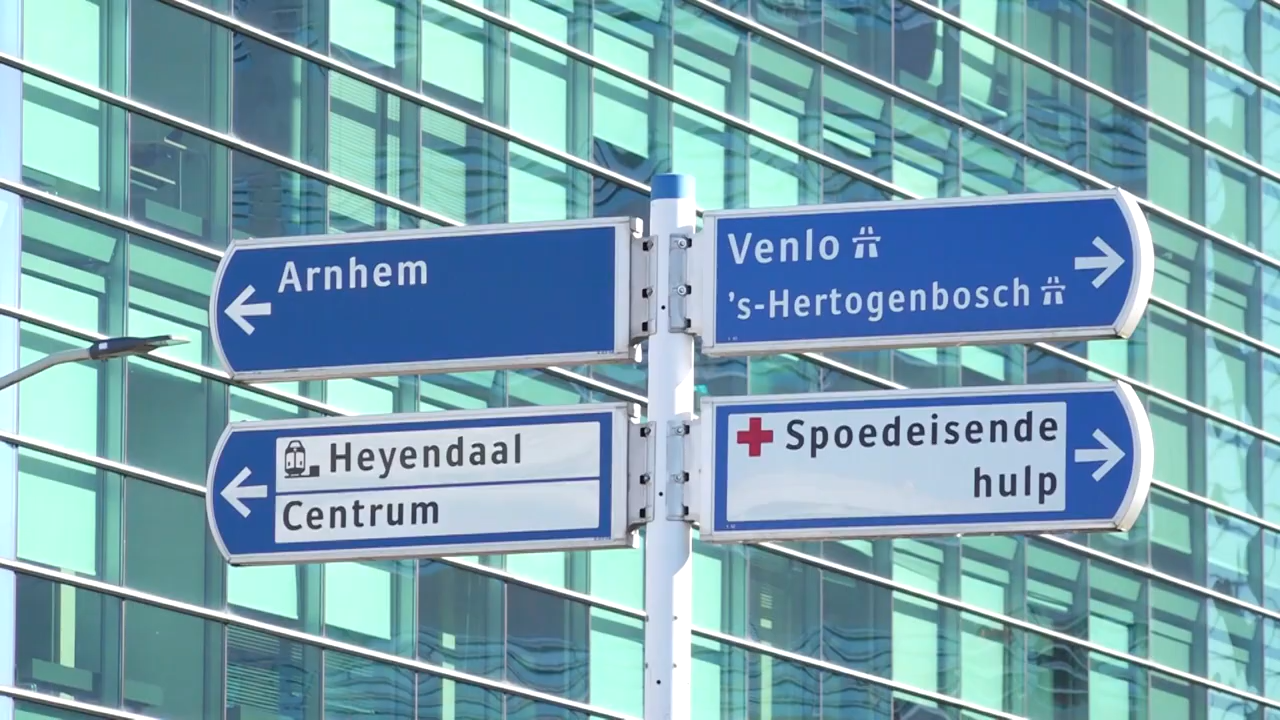 Arnhem
Venlo
's-Hertogenbosch
Heyendaal
Centrum
Spoedeisende
hulp